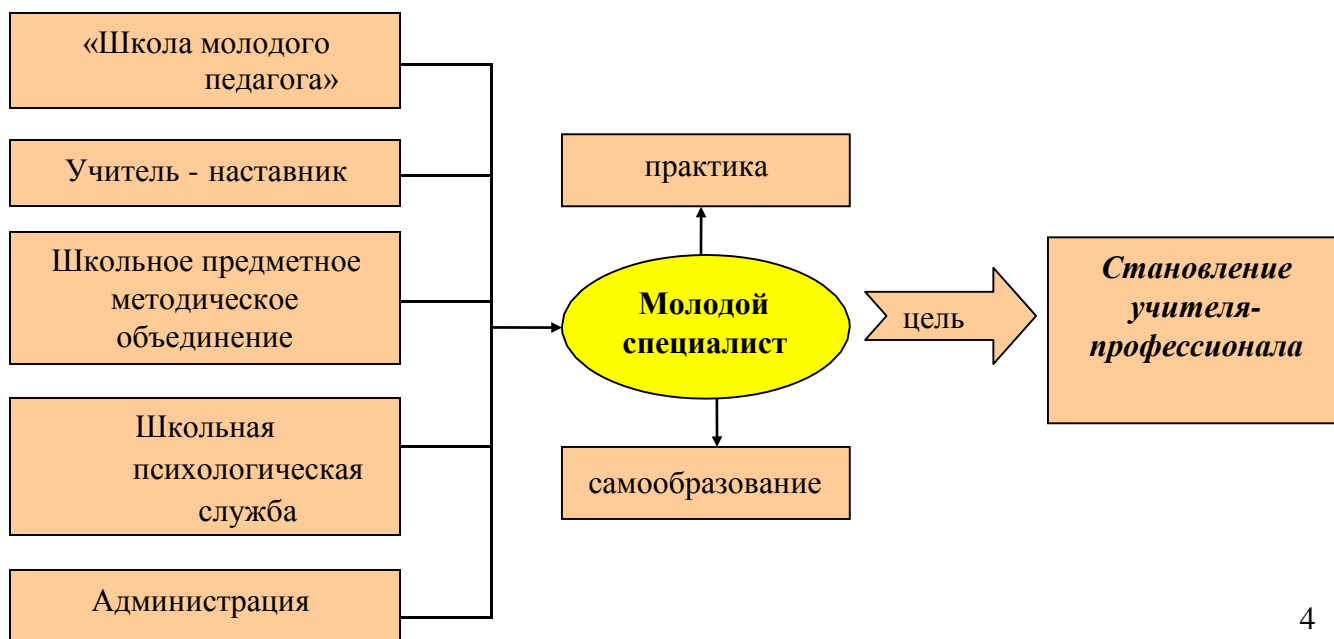 «Школа молодого
педагога»
Учитель - наставник
Школьное предметное
методическое
объединение
Школьная
психологическая
служба
Администрация
практика
Молодой
специалист
самообразование
цель
Становление
учителя-
профессионала
4